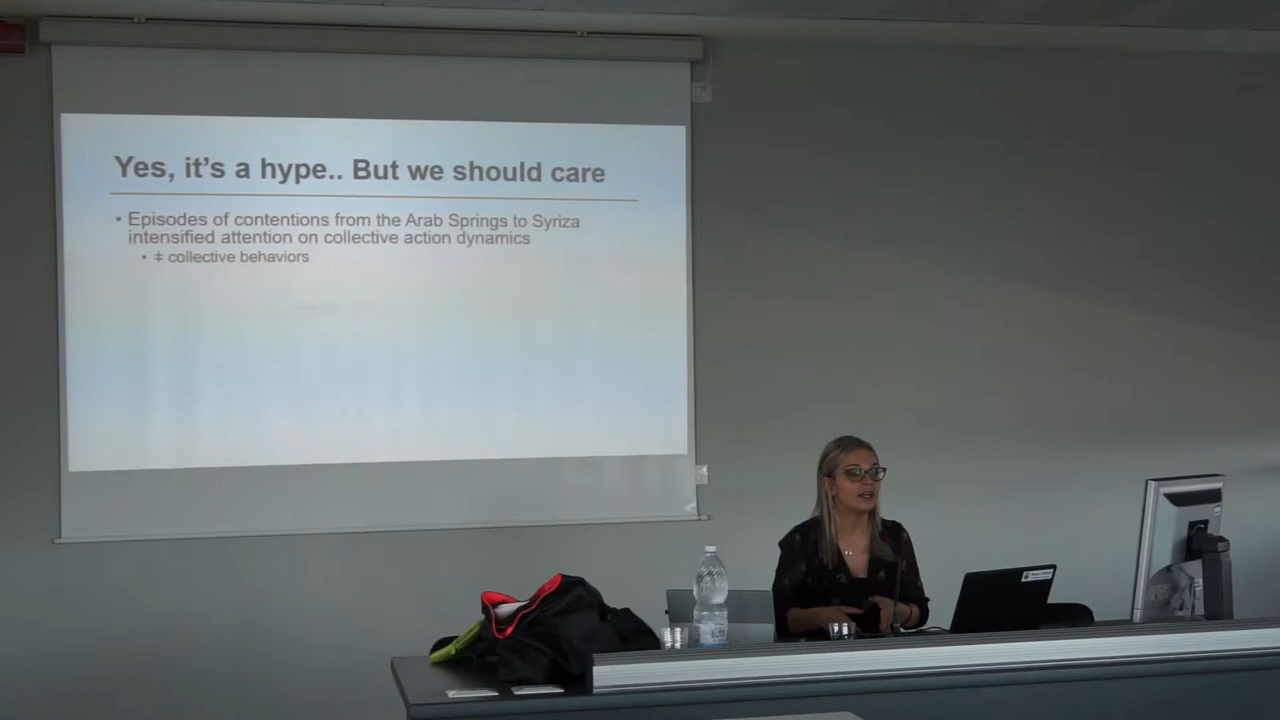 Yes, it's a hype.. But we should care
• Episodes of contentions from the Arab Springs to Syriza
intensified attention on collective action dynamics
• ǂ collective behaviors